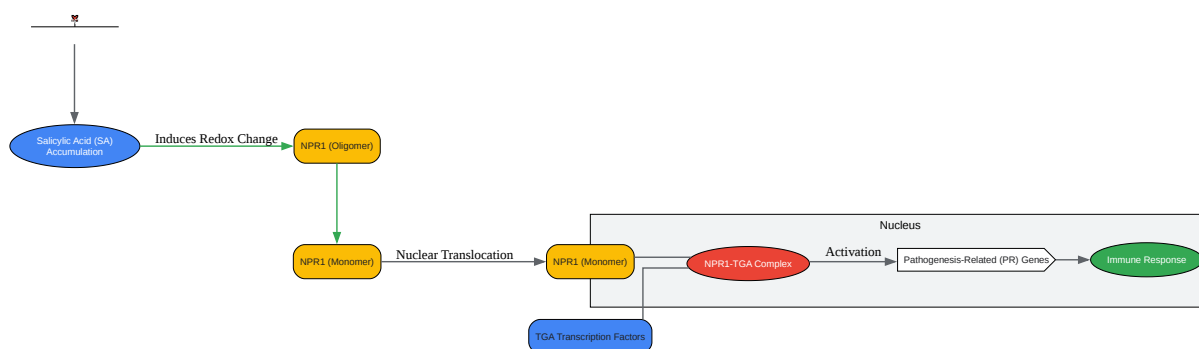 Salicylic Acid (SA)
Accumulation
Induces Redox Change
NPR1 (Oligomer)
NPR1 (Monomer)
Nuclear Translocation
NPR1 (Monomer)
Nucleus
NPR1-TGA Complex
Activation
Pathogenesis-Related (PR) Genes
Immune Response
TGA Transcription Factors